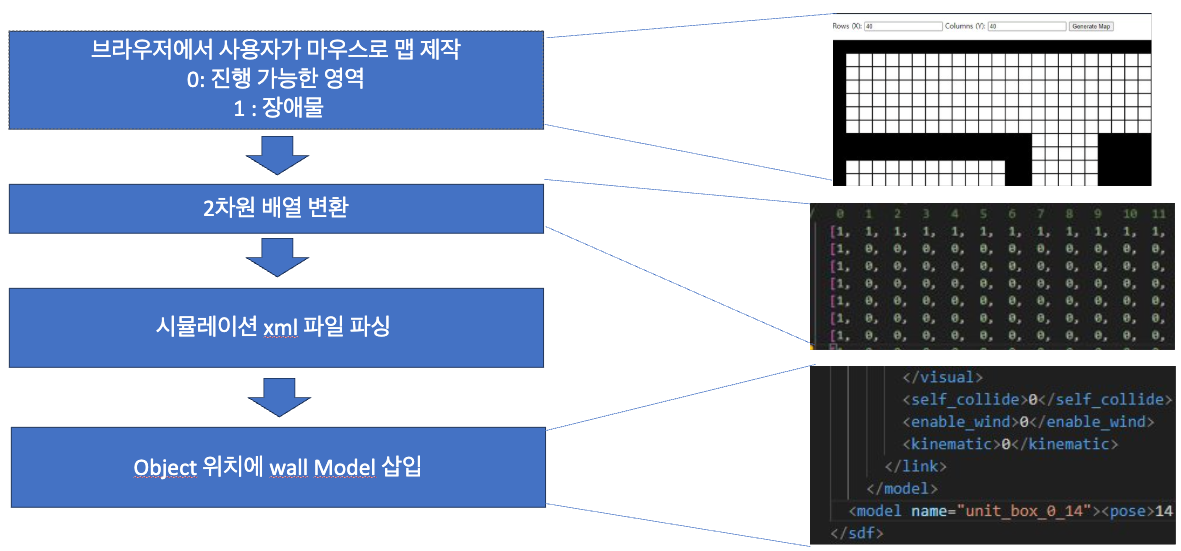 브라우저에서 사용자가 마우스로 맵 제작
0: 진행 가능한 영역
1 : 장애물
2차원 배열 변환
시뮬레이션 xml 파일 파싱
Object 위치에 wall Model 삽입
Rows (X): 40 Columns (Y): 40 Generate Map
0 1 2 3 4 5 6 7 8 9 10 11
[1, 1, 1, 1, 1, 1, 1, 1, 1, 1, 1, 1,
[1, 0, 0, 0, 0, 0, 0, 0, 0, 0, 0, 0,
[1, 0, 0, 0, 0, 0, 0, 0, 0, 0, 0, 0,
[1, 0, 0, 0, 0, 0, 0, 0, 0, 0, 0, 0,
[1, 0, 0, 0, 0, 0, 0, 0, 0, 0, 0, 0,
[1, 0, 0, 0, 0, 0, 0, 0, 0, 0, 0, 0,
[1, 0, 0, 0, 0, 0, 0, 0, 0, 0, 0, 0,
</visual>
<self_collide>0</self_collide>
<enable_wind>0</enable_wind>
<kinematic>0</kinematic>
</link>
</model>
<model name="unit_box_0_14"><pose>14
</sdf>